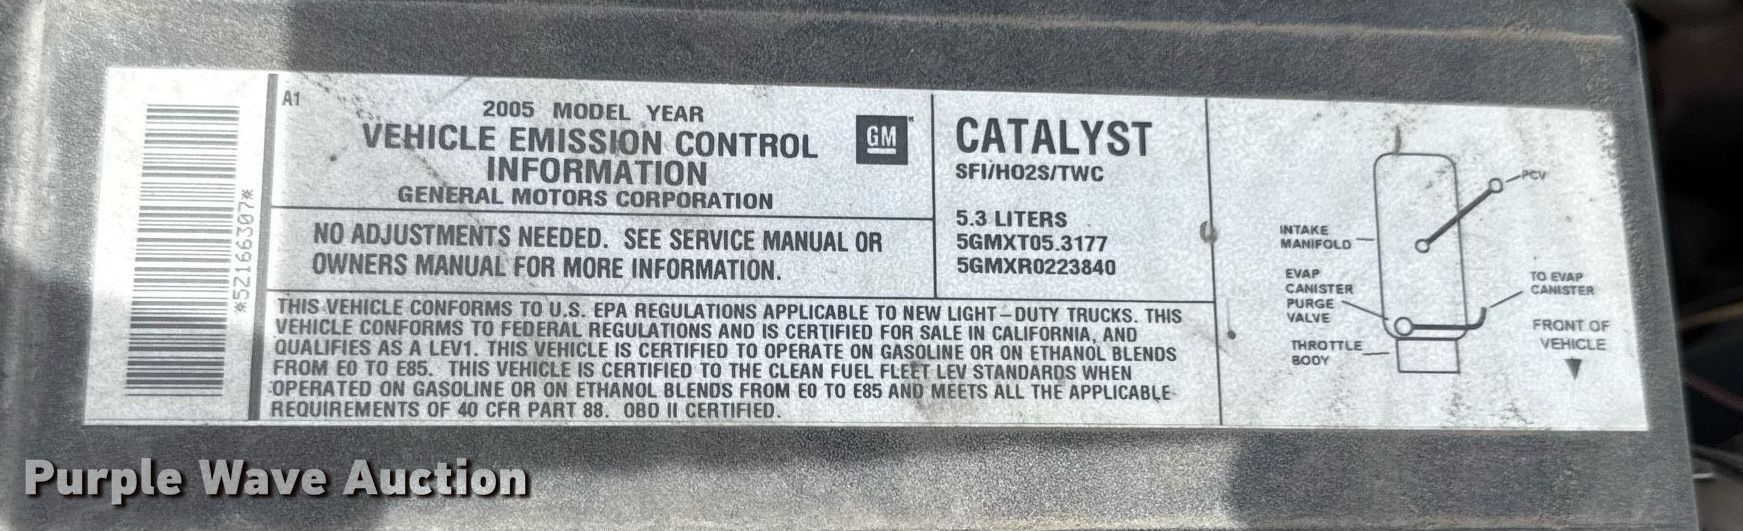 *52166307*
A1
2005 MODEL YEAR
VEHICLE EMISSION CONTROL
INFORMATION
GENERAL MOTORS CORPORATION
GM
NO ADJUSTMENTS NEEDED. SEE SERVICE MANUAL OR
OWNERS MANUAL FOR MORE INFORMATION.
CATALYST
SFI/HO2S/TWC
5.3 LITERS
5GMXT05.3177
5GMXR0223840
THIS VEHICLE CONFORMS TO U.S. EPA REGULATIONS APPLICABLE TO NEW LIGHT-DUTY TRUCKS. THIS
VEHICLE CONFORMS TO FEDERAL REGULATIONS AND IS CERTIFIED FOR SALE IN CALIFORNIA, AND
QUALIFIES AS A LEV1. THIS VEHICLE IS CERTIFIED TO OPERATE ON GASOLINE OR ON ETHANOL BLENDS
FROM E0 TO E85. THIS VEHICLE IS CERTIFIED TO THE CLEAN FUEL FLEET LEV STANDARDS WHEN
OPERATED ON GASOLINE OR ON ETHANOL BLENDS FROM E0 TO E85 AND MEETS ALL THE APPLICABLE
REQUIREMENTS OF 40 CFR PART 88. OBD II CERTIFIED.
PCV
INTAKE
MANIFOLD
EVAP
CANISTER
PURGE
VALVE
THROTTLE
BODY
TO EVAP
CANISTER
FRONT OF
VEHICLE
Purple Wave Auction